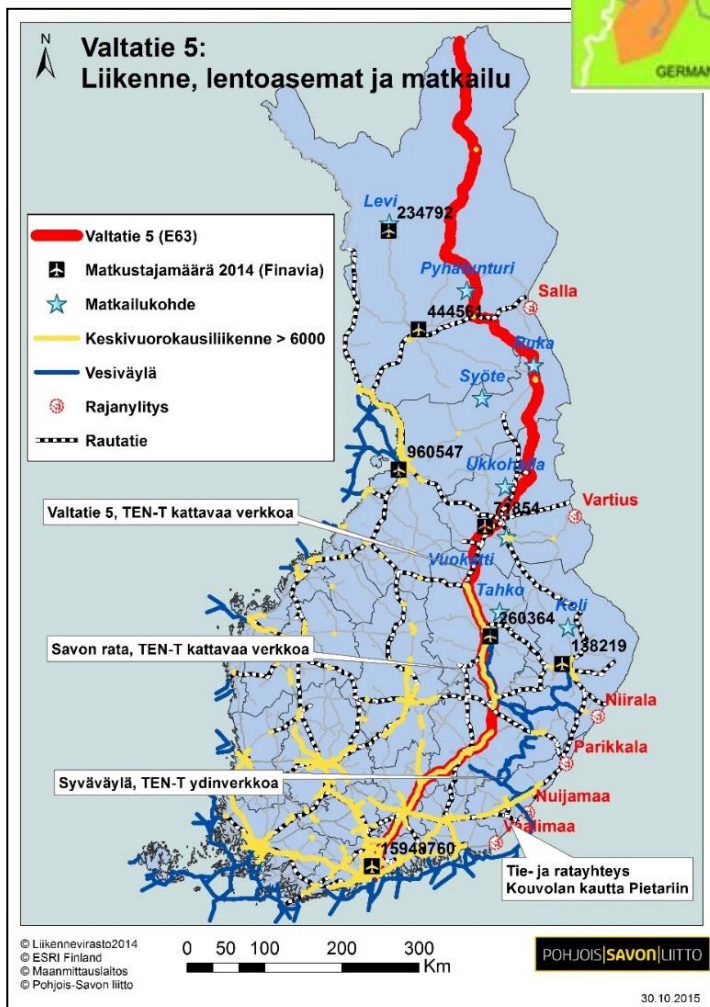 GERMAN
N
Valtatie 5:
Liikenne, lentoasemat ja matkailu
Valtatie 5 (E63)
Matkustajamäärä 2014 (Finavia)
Matkailukohde
Keskivuorokausiliikenne > 6000
Vesiväylä
Rajanylitys
Rautatie
Levi
234792
Pyhätunturi
Salla
444561
Ruka
Syöte
960547
Ukkohalla
Vartius
Valtatie 5, TEN-T kattavaa verkkoa
Vuokatti
Tahko
Koli
260364
138219
Savon rata, TEN-T kattavaa verkkoa
Niirala
Parikkala
Syväväylä, TEN-T ydinverkkoa
Nuijamaa
Vaalimaa
15948760
Tie- ja ratayhteys
Kouvolan kautta Pietariin
© Liikennevirasto2014
© ESRI Finland
© Maanmittauslaitos
© Pohjois-Savon liitto
0 50 100 200 300
Km
POHJOIS|SAVON|LIITTO
30.10.2015